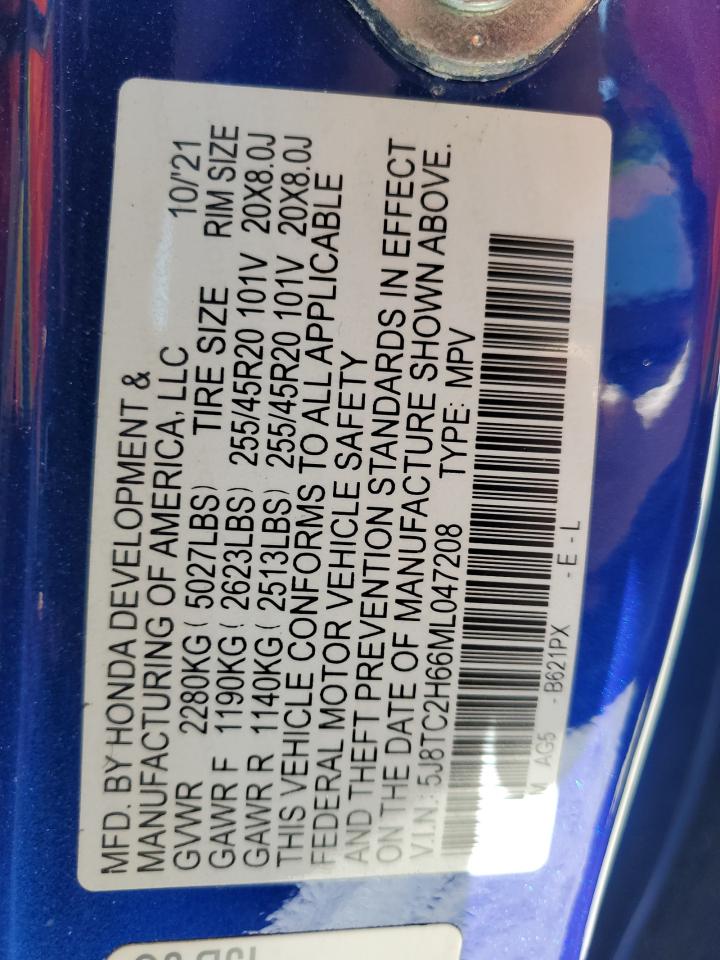 MFD. BY HONDA DEVELOPMENT &
MANUFACTURING OF AMERICA, LLC 10/'21
GVWR 2280KG ( 5027LBS) TIRE SIZE RIM SIZE
GAWR F 1190KG ( 2623LBS) 255/45R20 101V 20X8.0J
GAWR R 1140KG ( 2513LBS) 255/45R20 101V 20X8.0J
THIS VEHICLE CONFORMS TO ALL APPLICABLE
FEDERAL MOTOR VEHICLE SAFETY
AND THEFT PREVENTION STANDARDS IN EFFECT
ON THE DATE OF MANUFACTURE SHOWN ABOVE.
V.I.N.: 5J8TC2H66ML047208 TYPE: MPV
AG5 -B621PX -E-L